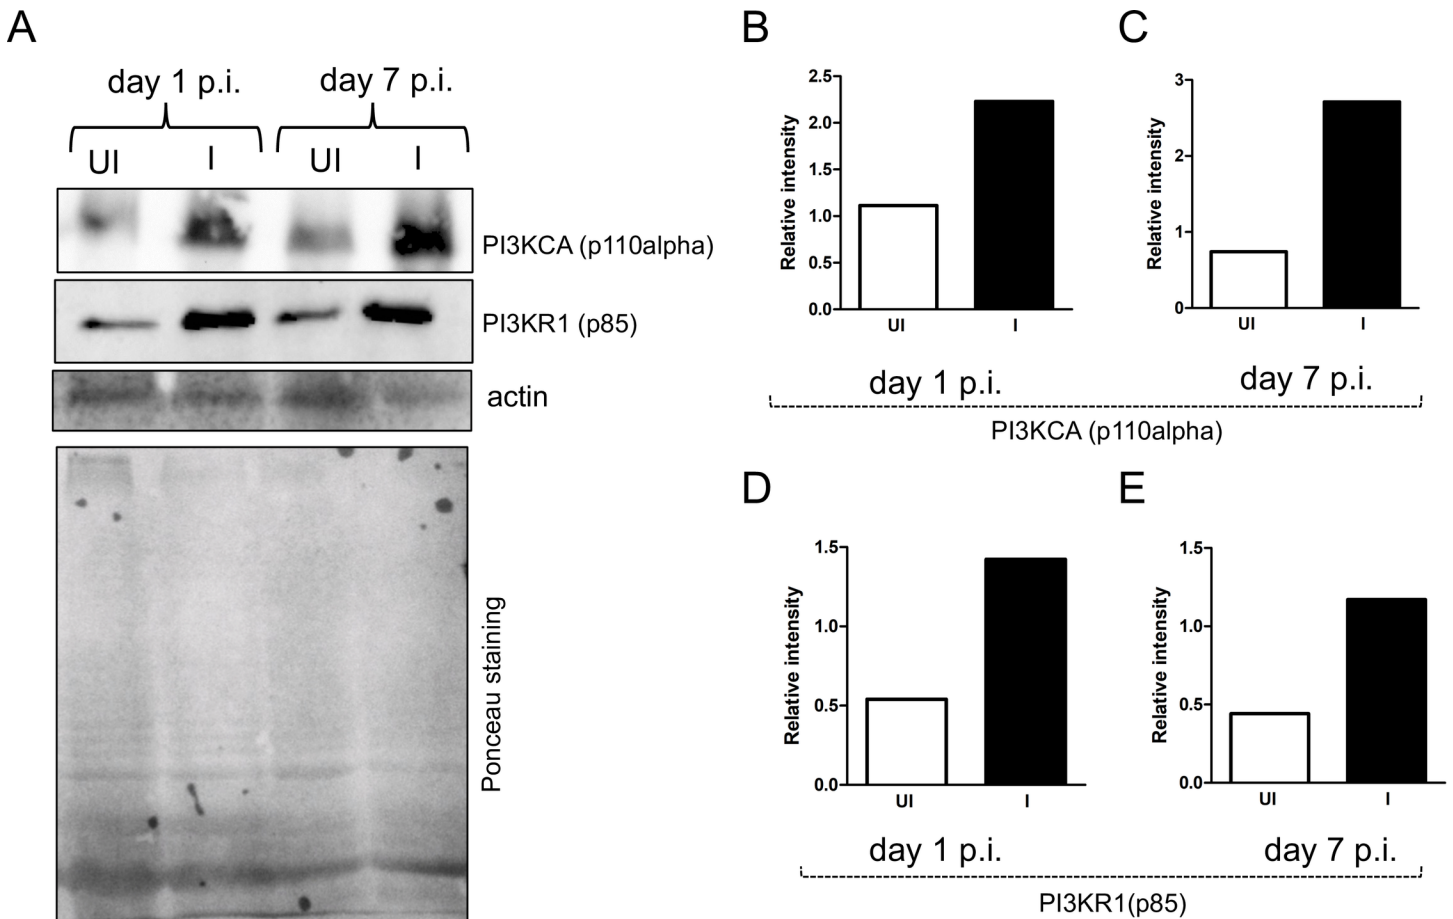 A
day 1 p.i.
day 7 p.i.
UI
I
UI
I
PI3KCA (p110alpha)
PI3KR1 (p85)
actin
Ponceau staining
B
2.5
2.0
1.5
1.0
0.5
0.0
Relative intensity
UI
I
day 1 p.i.
C
3
2
1
0
Relative intensity
UI
I
day 7 p.i.
PI3KCA (p110alpha)
D
1.5
1.0
0.5
0.0
Relative intensity
UI
I
day 1 p.i.
E
1.5
1.0
0.5
0.0
Relative intensity
UI
I
day 7 p.i.
PI3KR1(p85)